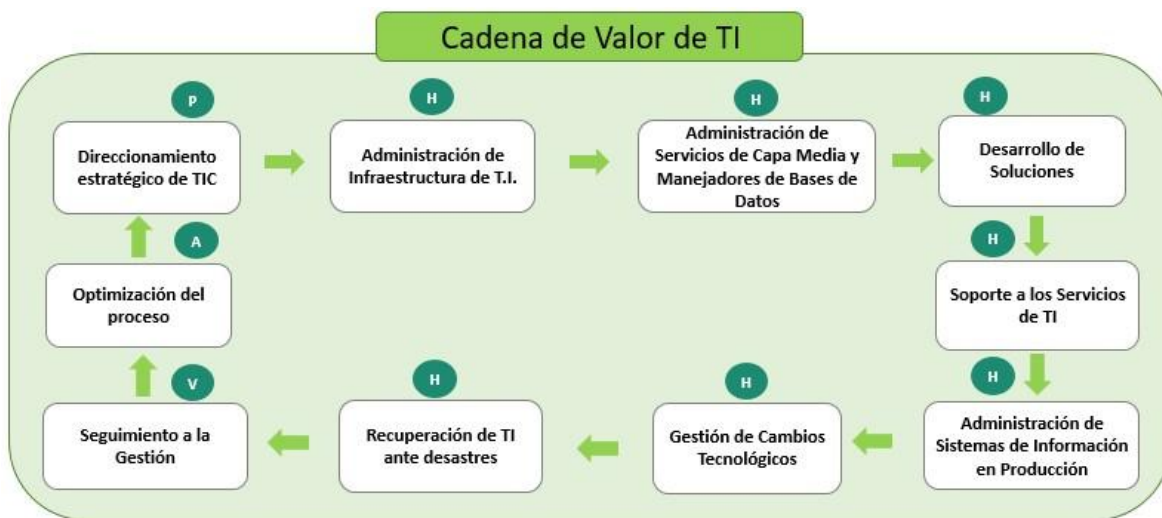 Cadena de Valor de TI
P
Direccionamiento
estratégico de TIC
H
Administración de
Infraestructura de T.I.
H
Administración de
Servicios de Capa Media y
Manejadores de Bases de
Datos
H
Desarrollo de
Soluciones
H
Soporte a los Servicios
de TI
H
Administración de
Sistemas de Información
en Producción
H
Gestión de Cambios
Tecnológicos
H
Recuperación de TI
ante desastres
V
Seguimiento a la
Gestión
A
Optimización del
proceso